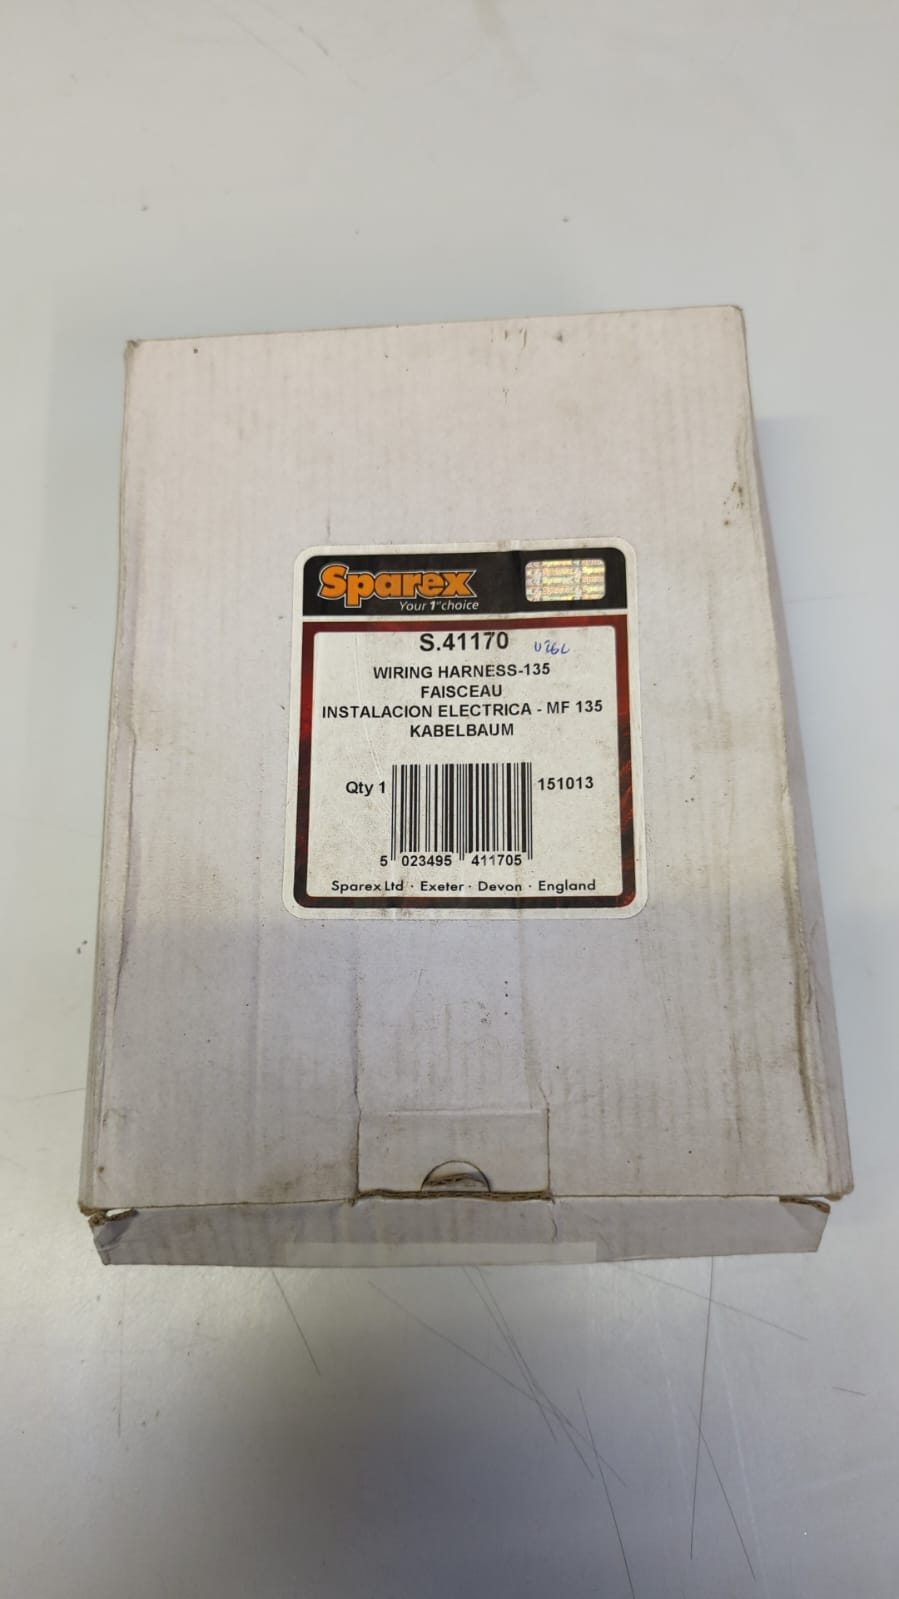 Sparex
Your 1st choice
S.41170
WIRING HARNESS-135
FAISCEAU
INSTALACION ELECTRICA - MF 135
KABELBAUM
Qty 1
151013
5 023495 411705
Sparex Ltd · Exeter · Devon · England